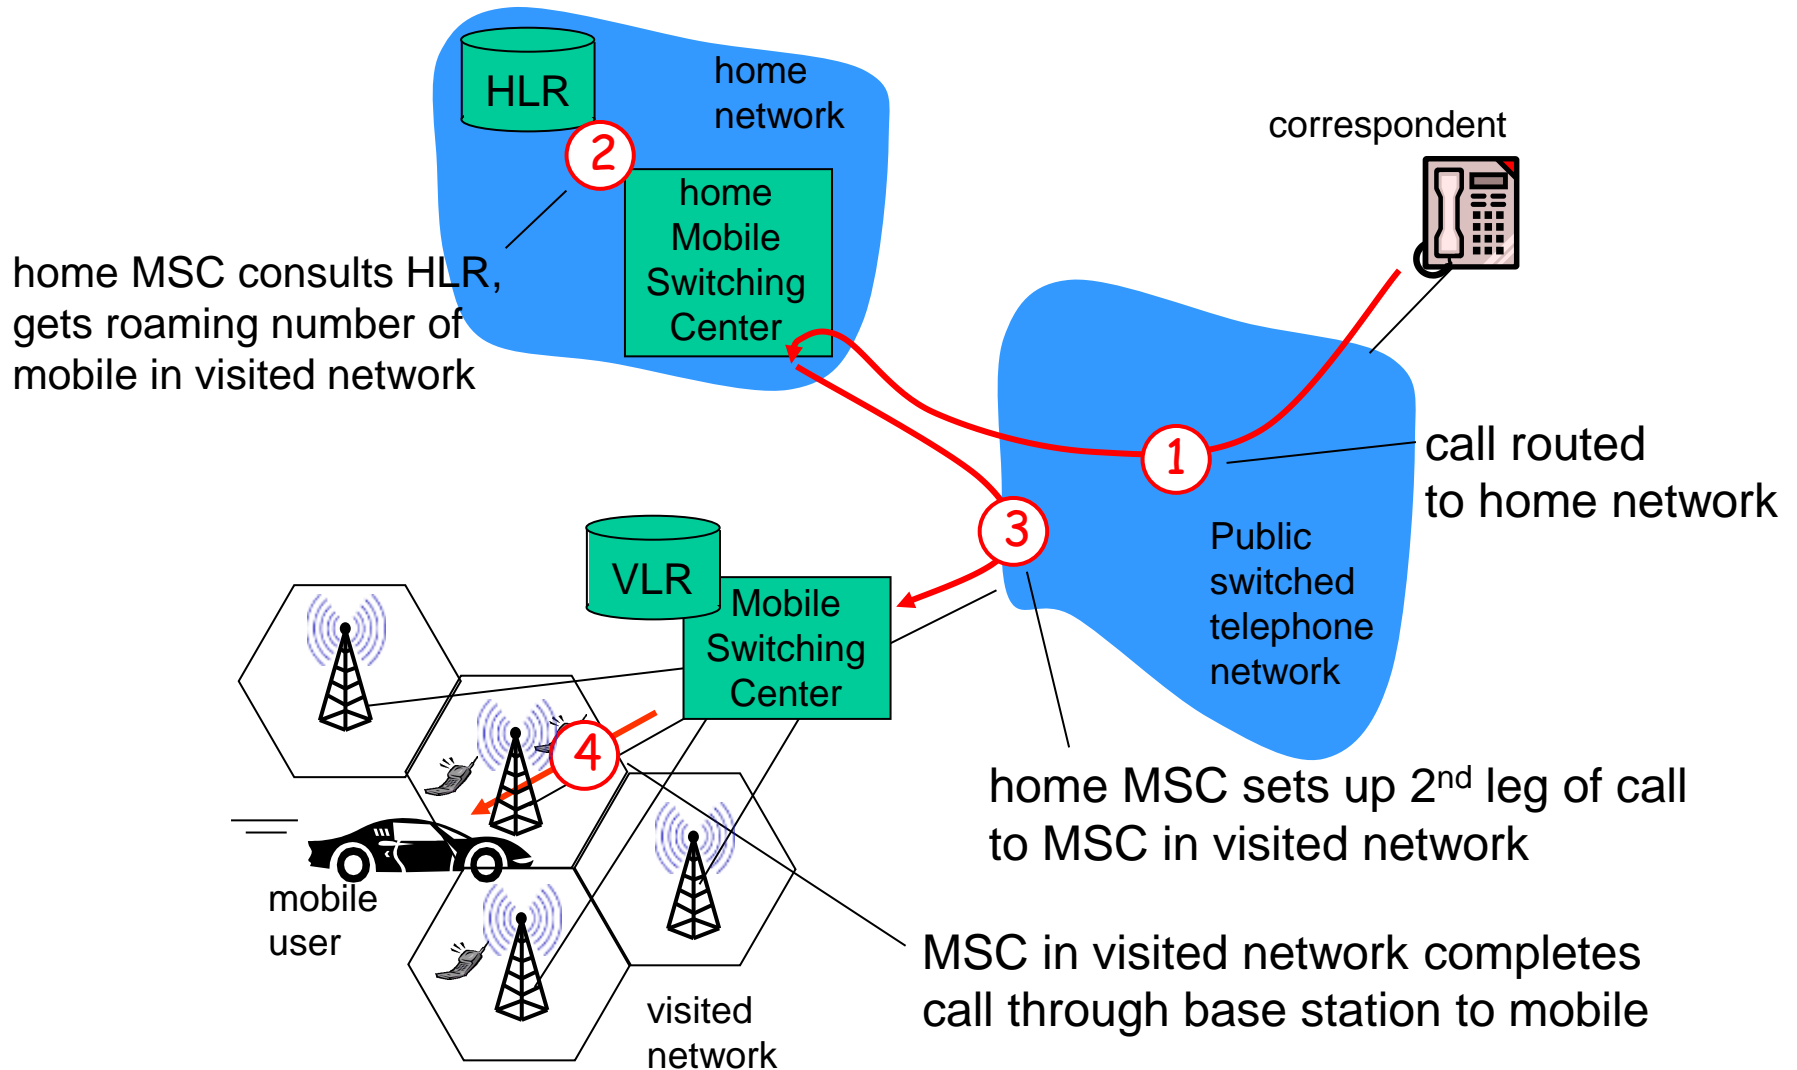 HLR
home
network
2
home
Mobile
Switching
Center
correspondent
home MSC consults HLR,
gets roaming number of
mobile in visited network
1
call routed
to home network
3
Public
switched
telephone
network
VLR
Mobile
Switching
Center
4
home MSC sets up 2nd leg of call
to MSC in visited network
mobile
user
MSC in visited network completes
call through base station to mobile
visited
network